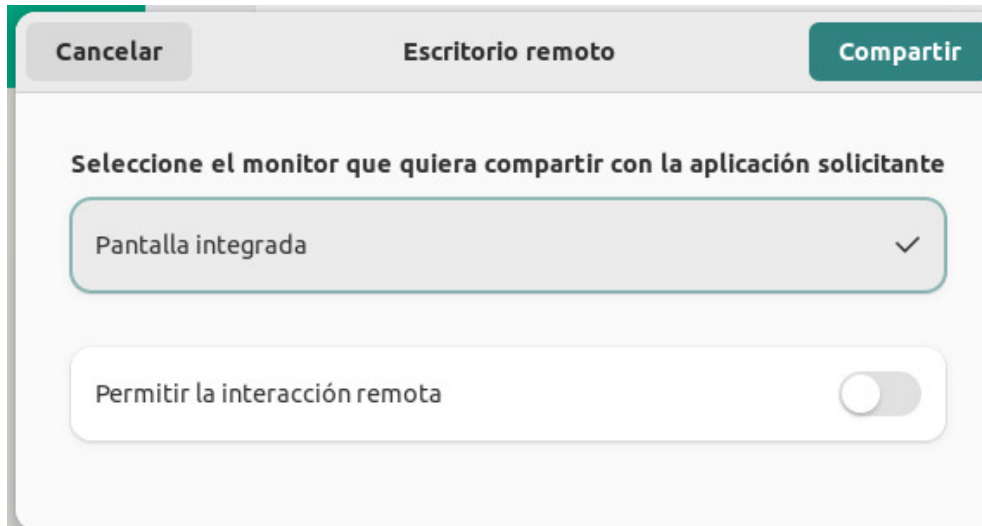 Cancelar
Escritorio remoto
Compartir
Seleccione el monitor que quiera compartir con la aplicación solicitante
Pantalla integrada
Permitir la interacción remota